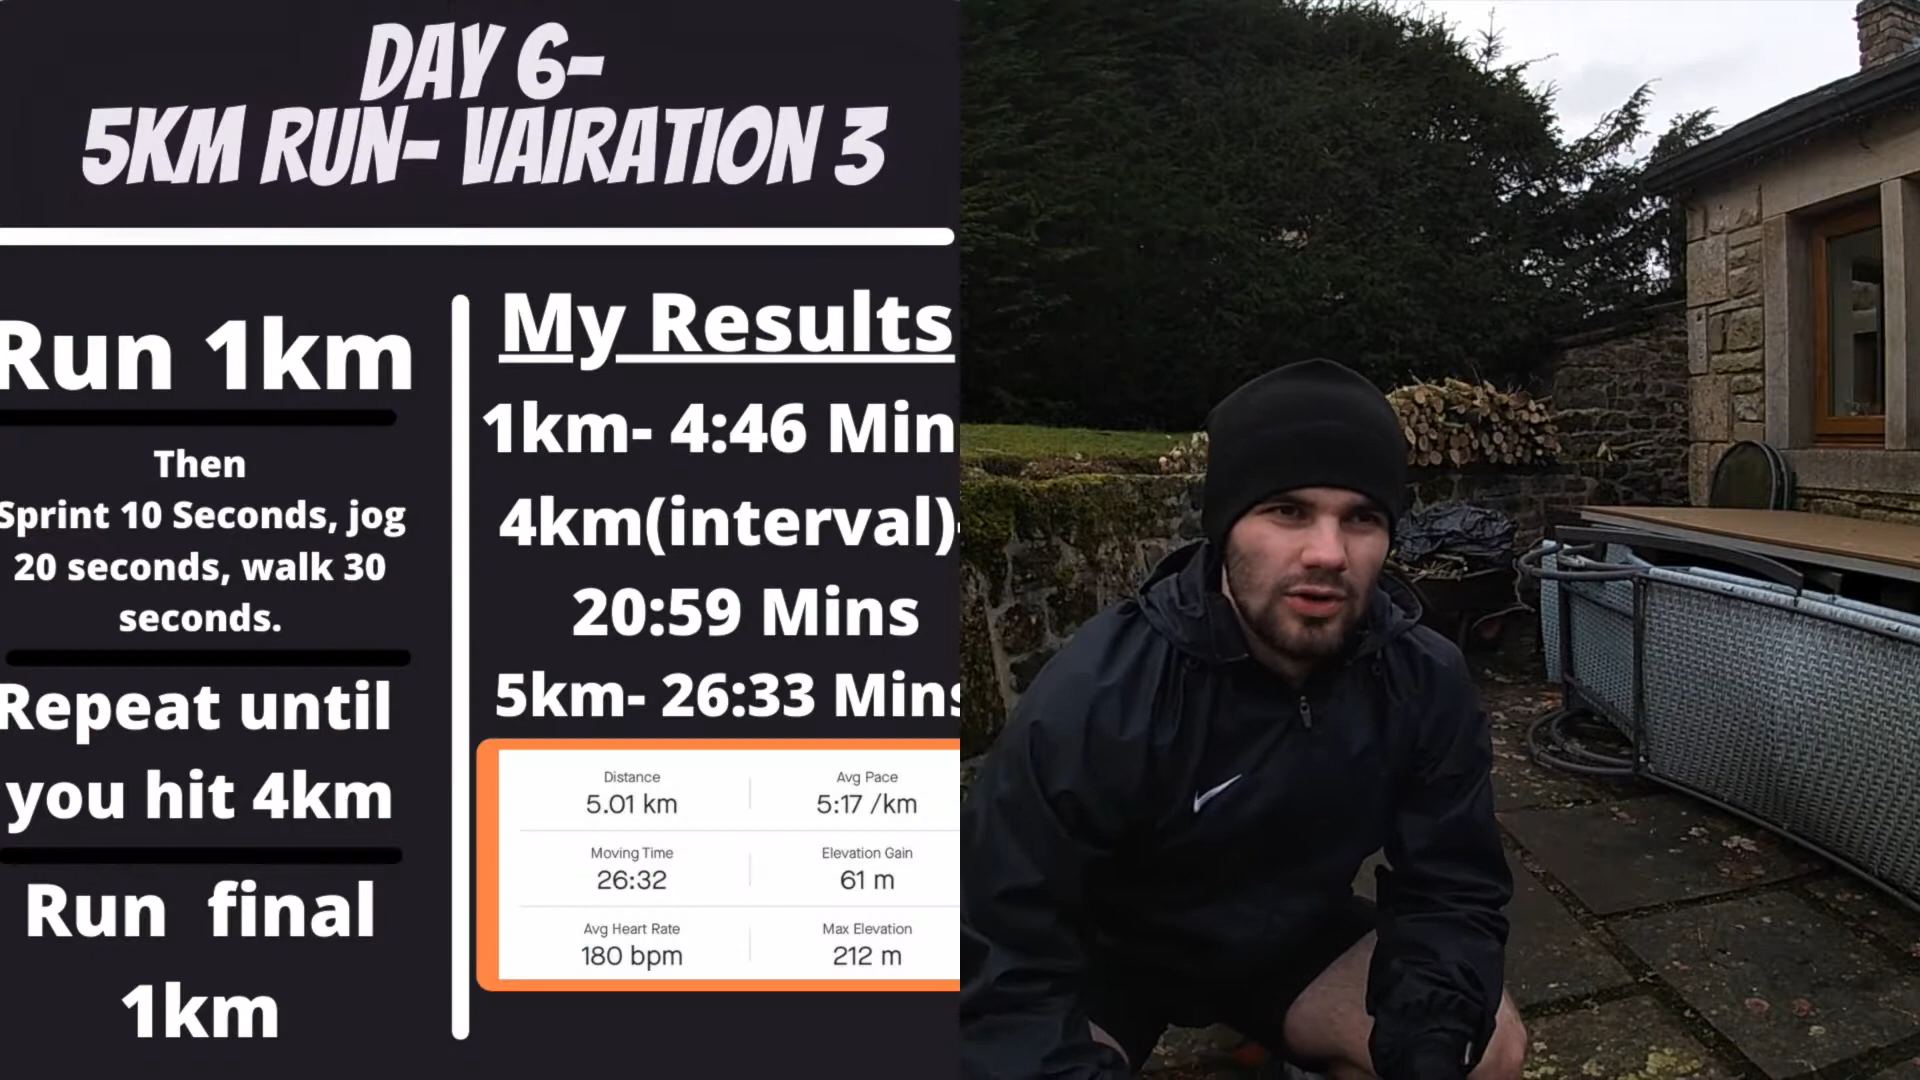 DAY 6-
5KM RUN- VAIRATION 3
Run 1km
Then
Sprint 10 Seconds, jog
20 seconds, walk 30
seconds.
Repeat until
you hit 4km
Run final
1km
My Results
1km- 4:46 Min
4km(interval)-
20:59 Mins
5km- 26:33 Mins
Distance
5.01 km
Avg Pace
5:17 /km
Moving Time
26:32
Elevation Gain
61 m
Avg Heart Rate
180 bpm
Max Elevation
212 m